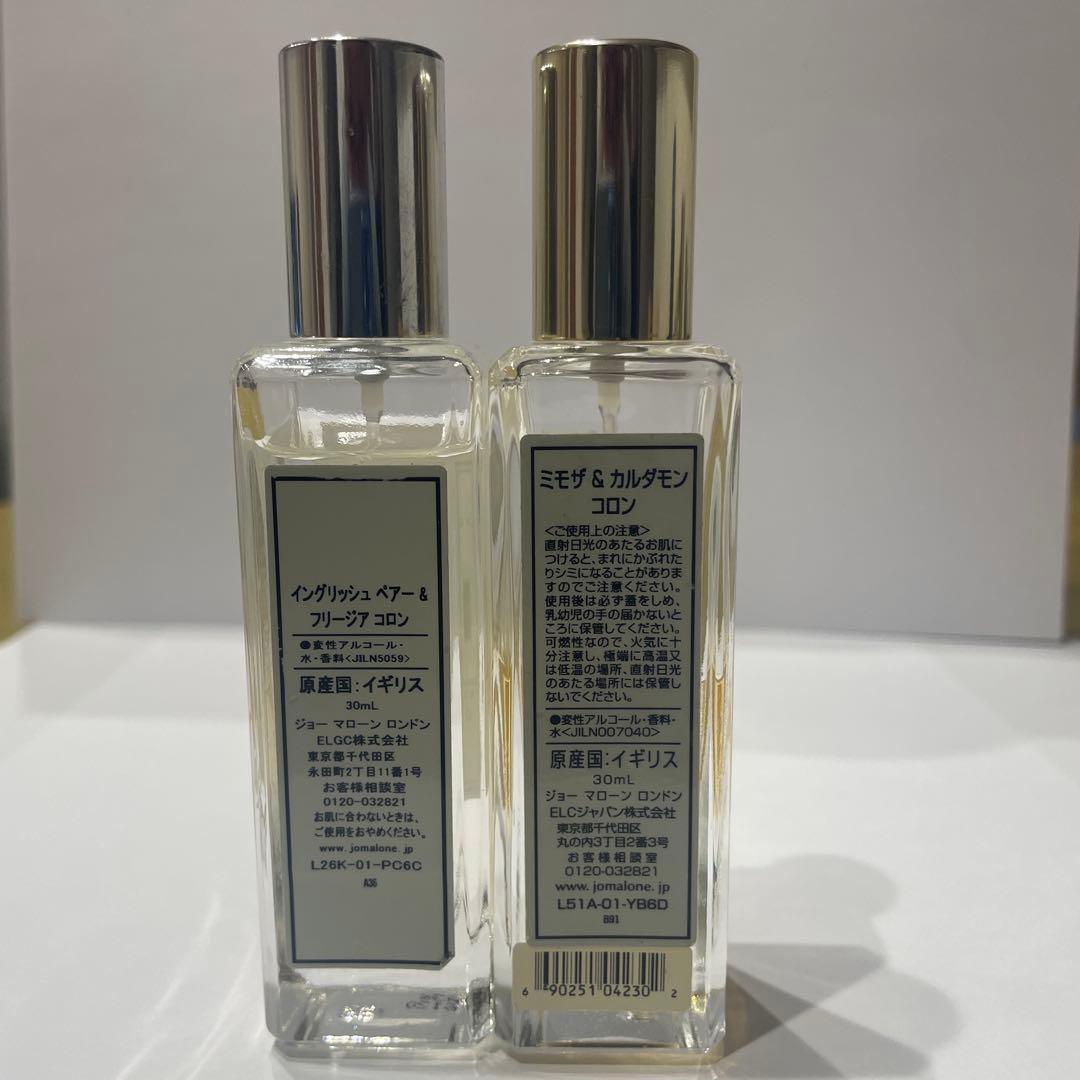 イングリッシュ ペアー &
フリージア コロン
●変性アルコール・
水・香料<JILN5059>
原産国:イギリス
30mL
ジョー マローン ロンドン
ELGC株式会社
東京都千代田区
永田町2丁目11番1号
お客様相談室
0120-032821
お肌に合わないときは、
ご使用をおやめください。
www. jomalone. jp
L26K-01-PC6C
A36
ミモザ & カルダモン
コロン
<ご使用上の注意>
直射日光のあたるお肌に
つけると、まれにかぶれた
りシミになることがありま
すのでご注意ください。
使用後は必ず蓋をしめ、
乳幼児の手の届かないと
ころに保管してください。
可燃性なので、火気に十
分注意し、極端に高温又
は低温の場所、直射日光
のあたる場所には保管し
ないでください。
●変性アルコール・香料・
水<JILN007040>
原産国:イギリス
30mL
ジョー マローン ロンドン
ELCジャパン株式会社
東京都千代田区
丸の内3丁目2番3号
お客様相談室
0120-032821
www. jomalone. jp
L51A-01-YB6D
B91
6 90251 04230 2